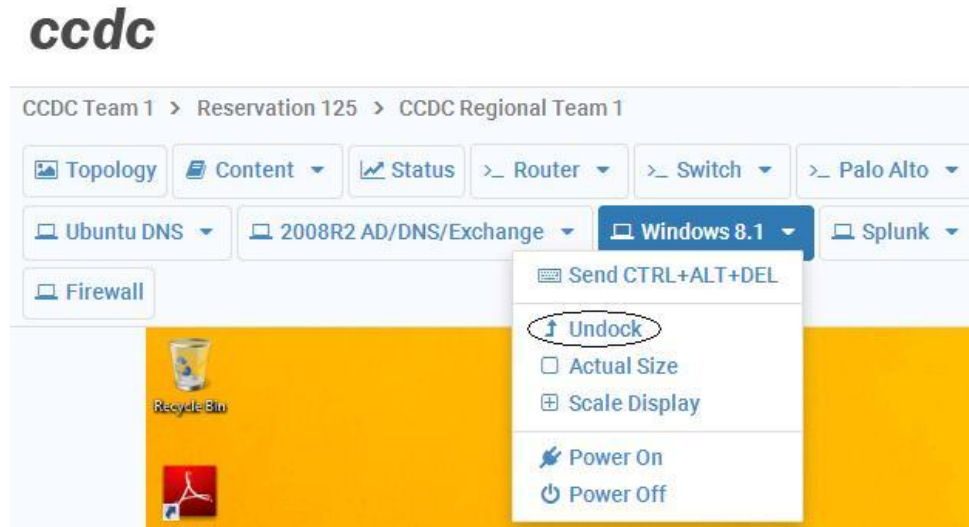 ccdc
CCDC Team 1 > Reservation 125 > CCDC Regional Team 1
Topology Content Status >_ Router >_ Switch >_ Palo Alto
Ubuntu DNS 2008R2 AD/DNS/Exchange Windows 8.1 Splunk
Firewall
Send CTRL+ALT+DEL
Undock
Actual Size
Scale Display
Power On
Power Off
Recycle Bin